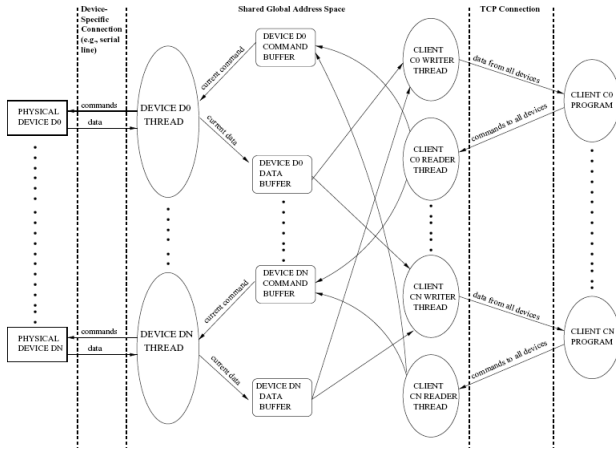 Device-
Specific
Connection
(e.g., serial
line)
Shared Global Address Space
TCP Connection
PHYSICAL
DEVICE D0
commands
data
DEVICE D0
THREAD
current command
current data
DEVICE D0
COMMAND
BUFFER
DEVICE D0
DATA
BUFFER
CLIENT
C0 WRITER
THREAD
CLIENT
C0 READER
THREAD
data from all devices
commands to all devices
CLIENT C0
PROGRAM
PHYSICAL
DEVICE DN
commands
data
DEVICE DN
THREAD
current command
current data
DEVICE DN
COMMAND
BUFFER
DEVICE DN
DATA
BUFFER
CLIENT
CN WRITER
THREAD
CLIENT
CN READER
THREAD
data from all devices
commands to all devices
CLIENT CN
PROGRAM